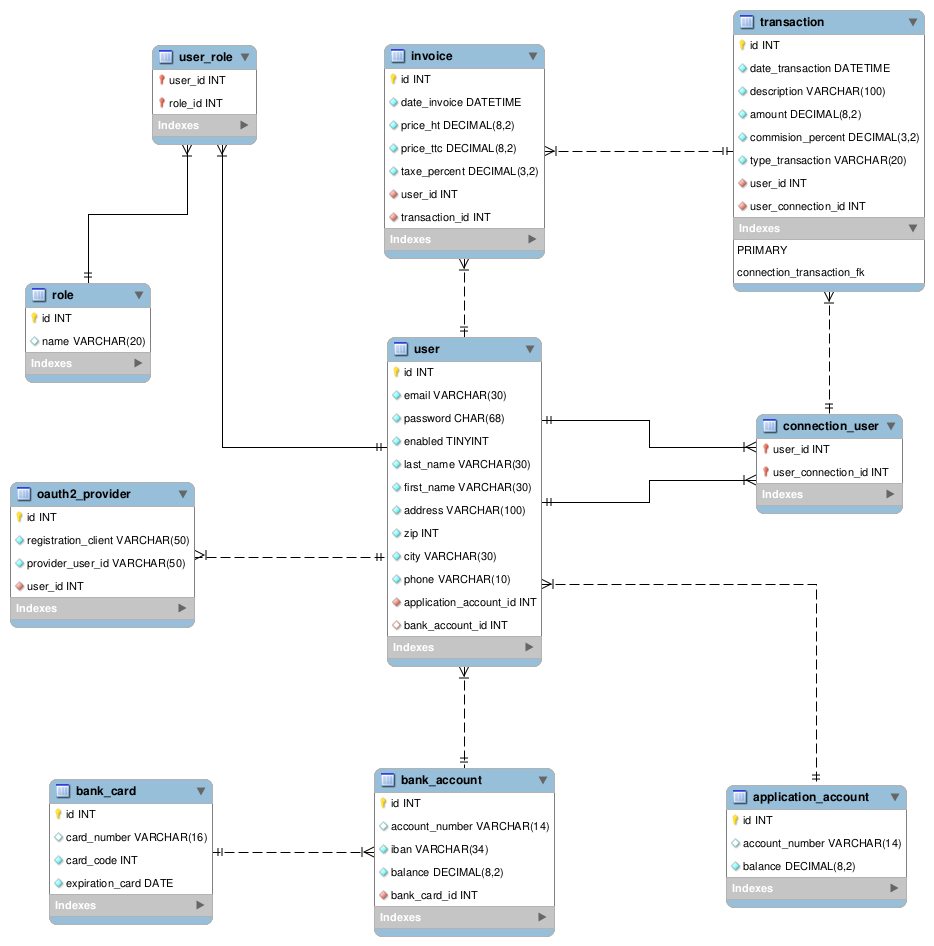 user_role
user_id INT
role_id INT
Indexes
invoice
id INT
date_invoice DATETIME
price_ht DECIMAL(8,2)
price_ttc DECIMAL(8,2)
taxe_percent DECIMAL(3,2)
user_id INT
transaction_id INT
Indexes
transaction
id INT
date_transaction DATETIME
description VARCHAR(100)
amount DECIMAL(8,2)
commision_percent DECIMAL(3,2)
type_transaction VARCHAR(20)
user_id INT
user_connection_id INT
Indexes
PRIMARY
connection_transaction_fk
role
id INT
name VARCHAR(20)
Indexes
user
id INT
email VARCHAR(30)
password CHAR(68)
enabled TINYINT
last_name VARCHAR(30)
first_name VARCHAR(30)
address VARCHAR(100)
zip INT
city VARCHAR(30)
phone VARCHAR(10)
application_account_id INT
bank_account_id INT
Indexes
connection_user
user_id INT
user_connection_id INT
Indexes
oauth2_provider
id INT
registration_client VARCHAR(50)
provider_user_id VARCHAR(50)
user_id INT
Indexes
bank_card
id INT
card_number VARCHAR(16)
card_code INT
expiration_card DATE
Indexes
bank_account
id INT
account_number VARCHAR(14)
iban VARCHAR(34)
balance DECIMAL(8,2)
bank_card_id INT
Indexes
application_account
id INT
account_number VARCHAR(14)
balance DECIMAL(8,2)
Indexes